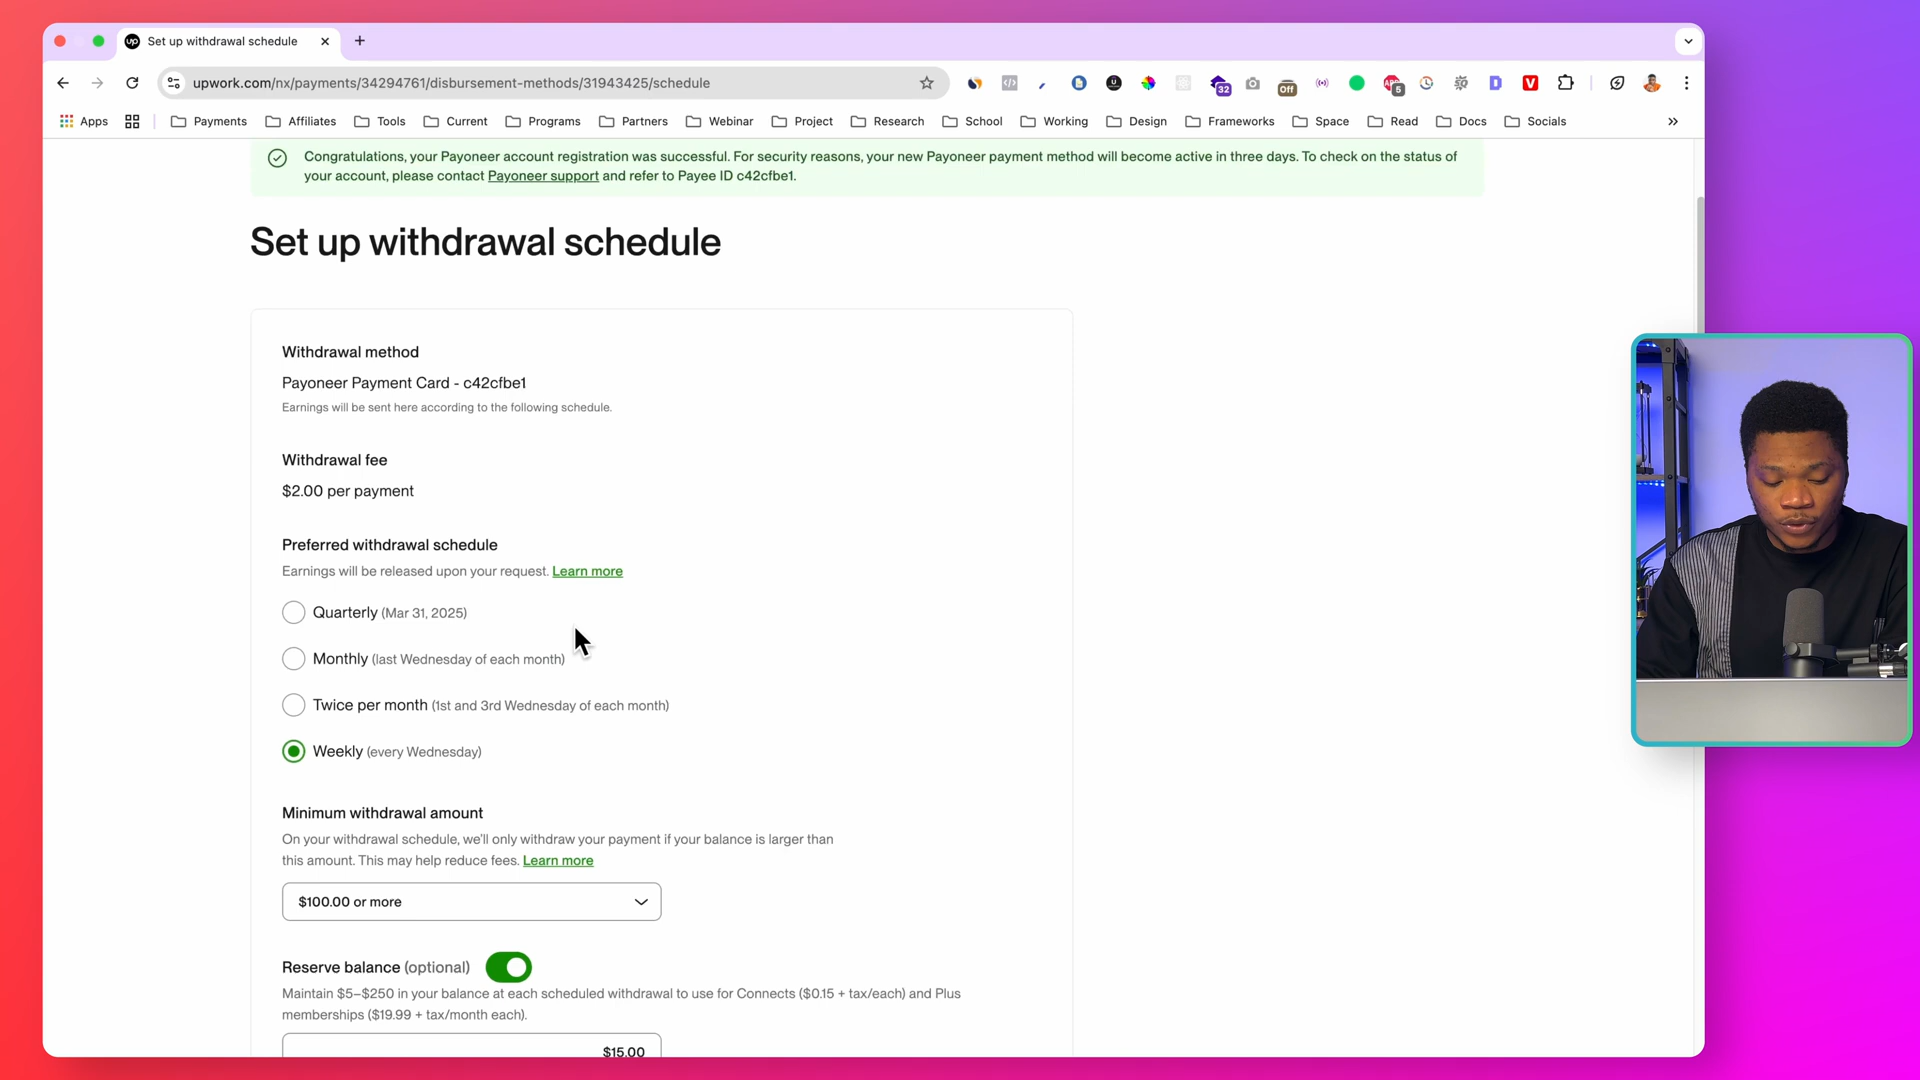 up Set up withdrawal schedule
upwork.com/nx/payments/34294761/disbursement-methods/31943425/schedule
32
Off
5
Apps
Payments
Affiliates
Tools
Current
Programs
Partners
Webinar
Project
Research
School
Working
Design
Frameworks
Space
Read
Docs
Socials
Congratulations, your Payoneer account registration was successful. For security reasons, your new Payoneer payment method will become active in three days. To check on the status of
your account, please contact Payoneer support and refer to Payee ID c42cfbe1.
Set up withdrawal schedule
Withdrawal method
Payoneer Payment Card - c42cfbe1
Earnings will be sent here according to the following schedule.
Withdrawal fee
$2.00 per payment
Preferred withdrawal schedule
Earnings will be released upon your request. Learn more
Quarterly (Mar 31, 2025)
Monthly (last Wednesday of each month)
Twice per month (1st and 3rd Wednesday of each month)
Weekly (every Wednesday)
Minimum withdrawal amount
On your withdrawal schedule, we'll only withdraw your payment if your balance is larger than
this amount. This may help reduce fees. Learn more
$100.00 or more
Reserve balance (optional)
Maintain $5–$250 in your balance at each scheduled withdrawal to use for Connects ($0.15 + tax/each) and Plus
memberships ($19.99 + tax/month each).
$15.00